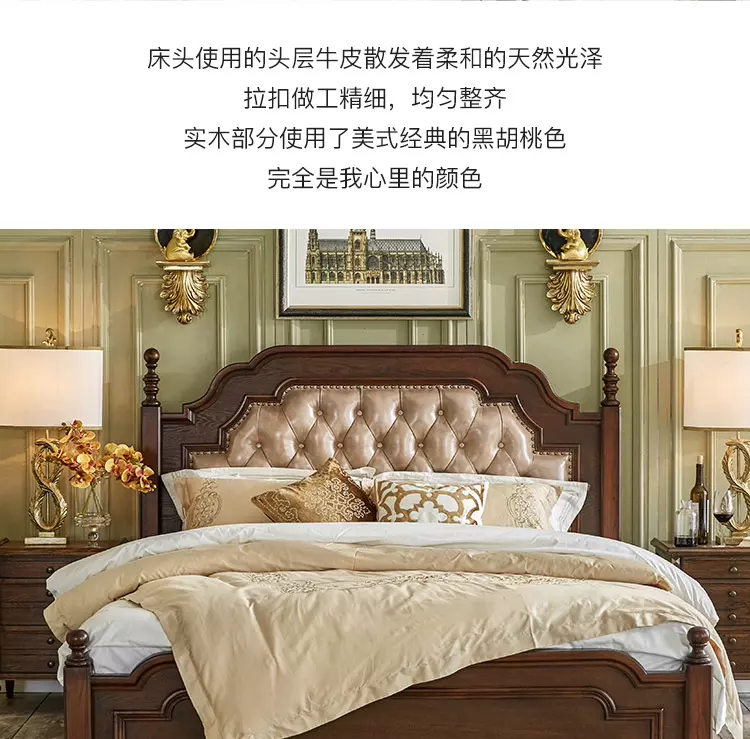 床头使用的头层牛皮散发着柔和的天然光泽
拉扣做工精细，均匀整齐
实木部分使用了美式经典的黑胡桃色
完全是我心里的颜色